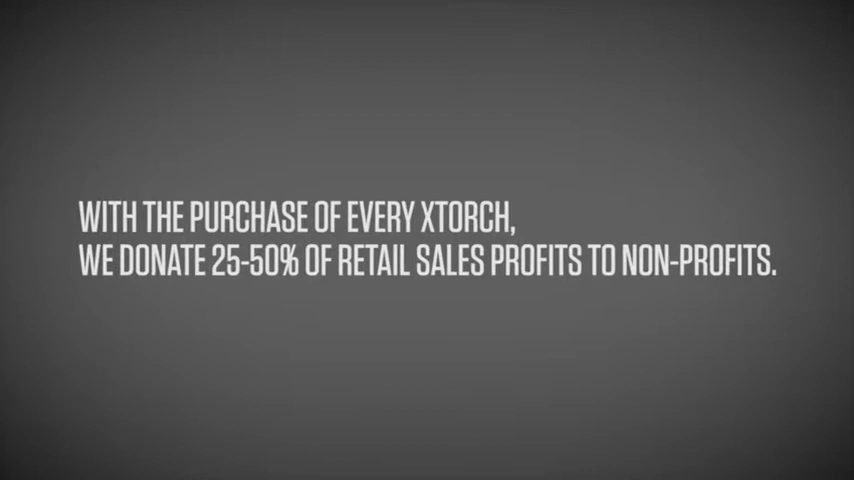 WITH THE PURCHASE OF EVERY XTORCH,
WE DONATE 25-50% OF RETAIL SALES PROFITS TO NON-PROFITS.